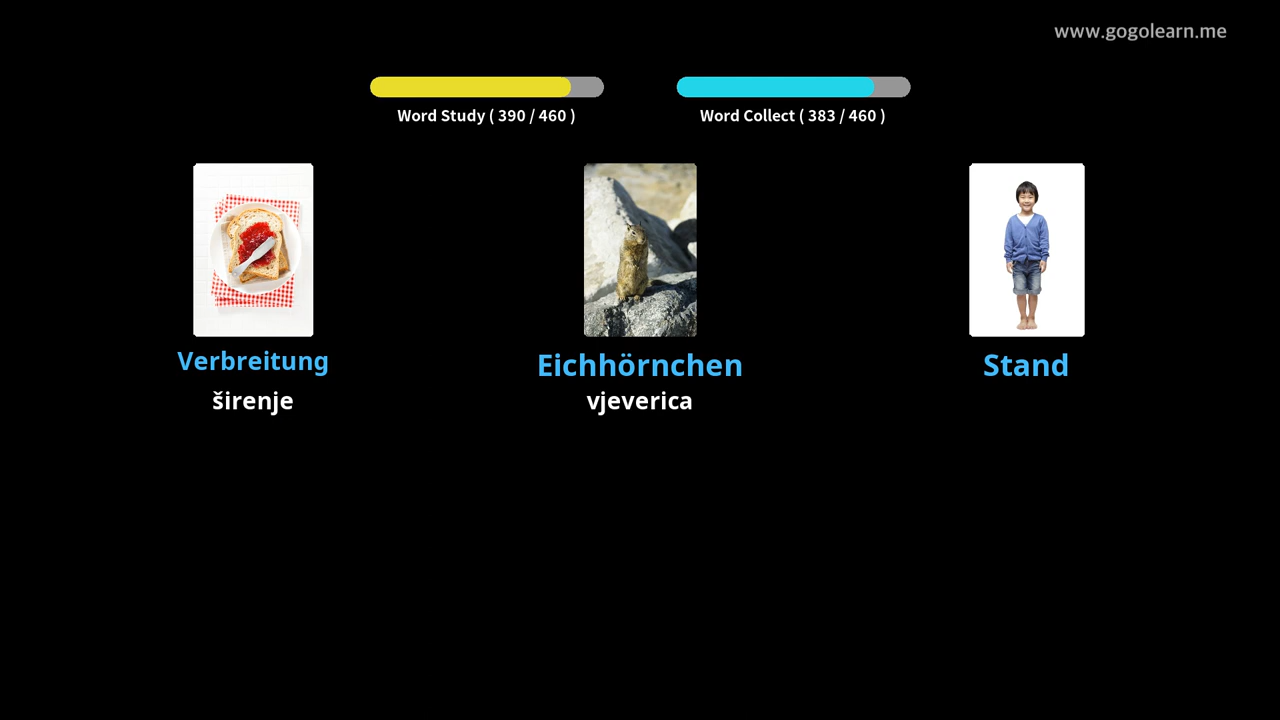 www.gogolearn.me
Word Study ( 390 / 460 )
Word Collect ( 383 / 460 )
Verbreitung
širenje
Eichhörnchen
vjeverica
Stand